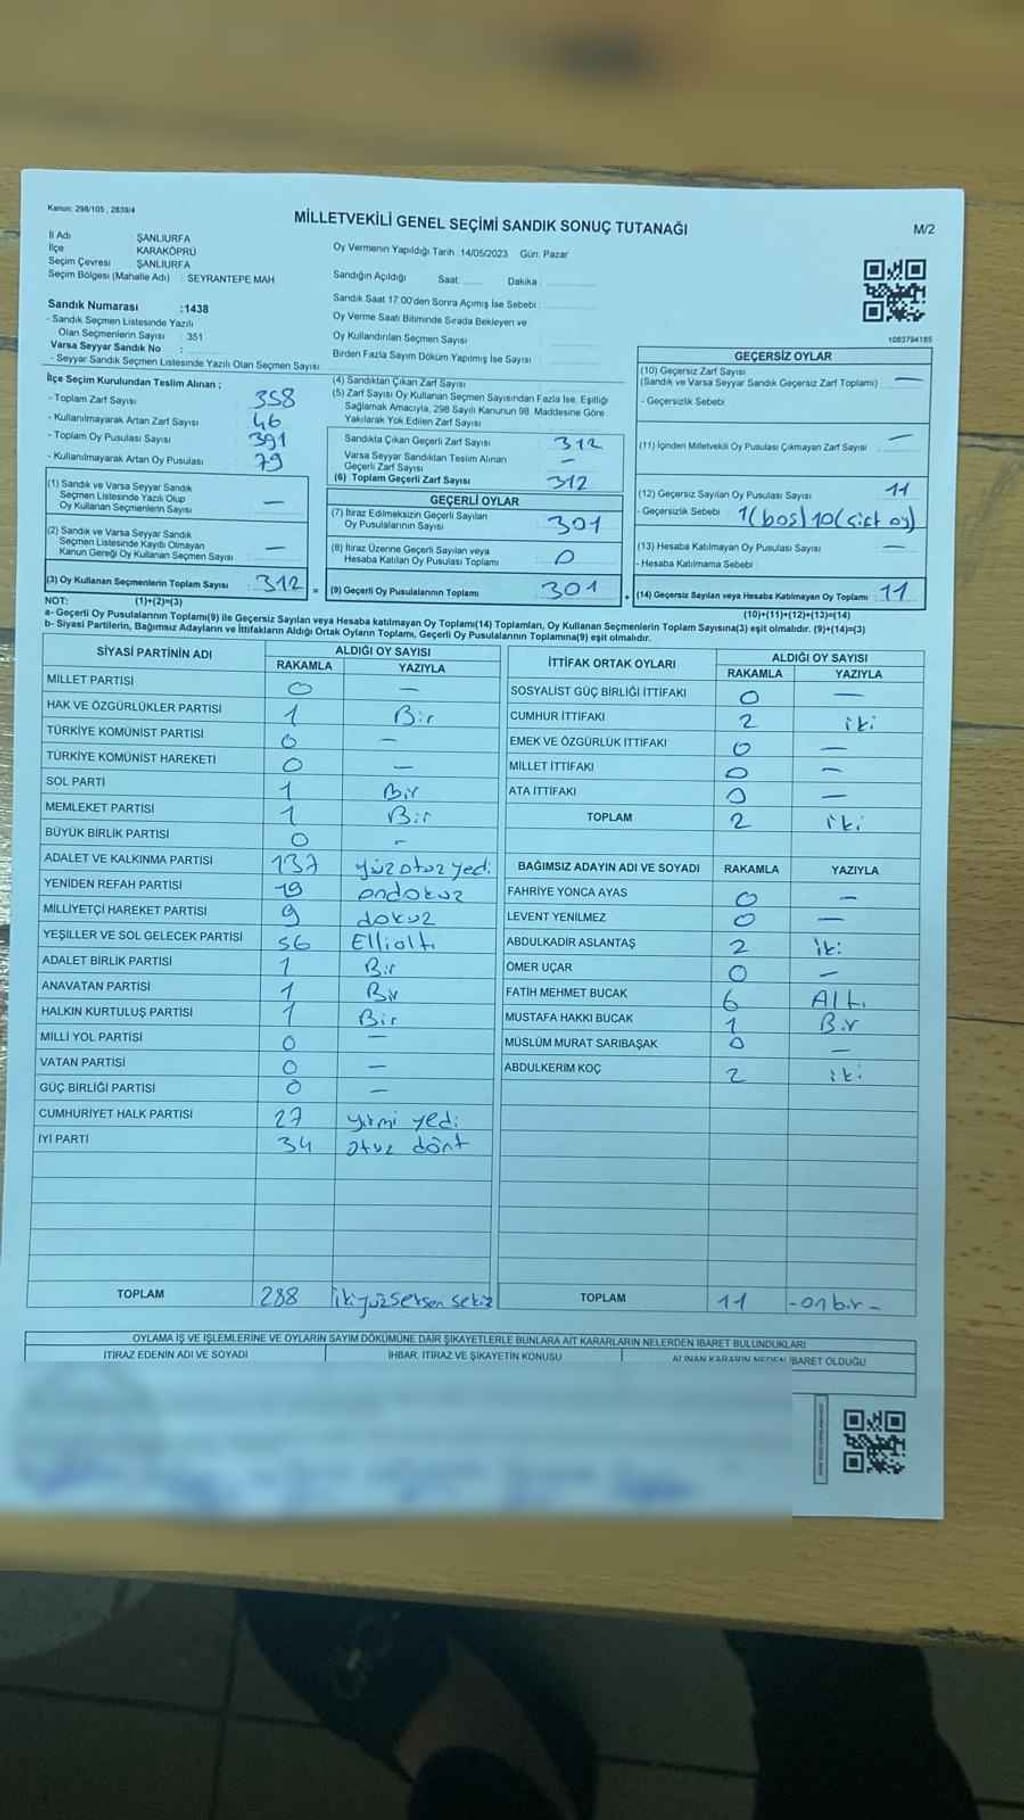 Kanun: 298/105 , 2839/4
MİLLETVEKİLİ GENEL SEÇİMİ SANDIK SONUÇ TUTANAĞI
M/2
İl Adı ŞANLIURFA
İlçe KARAKÖPRÜ
Seçim Çevresi ŞANLIURFA
Seçim Bölgesi (Mahalle Adı) : SEYRANTEPE MAH
Sandık Numarası :1438
- Sandık Seçmen Listesinde Yazılı
Olan Seçmenlerin Sayısı : 351
Varsa Seyyar Sandık No :
- Seyyar Sandık Seçmen Listesinde Yazılı Olan Seçmen Sayısı
Oy Vermenin Yapıldığı Tarih :14/05/2023 Gün: Pazar
Sandığın Açıldığı Saat Dakika
Sandık Saat 17:00'den Sonra Açımış İse Sebebi
Oy Verme Saati Bitiminde Sırada Bekleyen ve
Oy Kullandırılan Seçmen Sayısı
Birden Fazla Sayım Döküm Yapılmış İse Sayısı
1083794185
İlçe Seçim Kurulundan Teslim Alınan ;
- Toplam Zarf Sayısı 358
- Kullanılmayarak Artan Zarf Sayısı 46
- Toplam Oy Pusulası Sayısı 391
- Kullanılmayarak Artan Oy Pusulası 79
(1) Sandık ve Varsa Seyyar Sandık
Seçmen Listesinde Yazılı Olup
Oy Kullanan Seçmenlerin Sayısı —
(2) Sandık ve Varsa Seyyar Sandık
Seçmen Listesinde Kayıtlı Olmayan
Kanun Gereği Oy Kullanan Seçmen Sayısı —
(3) Oy Kullanan Seçmenlerin Toplam Sayısı 312 =
(4) Sandıktan Çıkan Zarf Sayısı
(5) Zarf Sayısı Oy Kullanan Seçmen Sayısından Fazla İse, Eşitliği
Sağlamak Amacıyla, 298 Sayılı Kanunun 98. Maddesine Göre
Yakılarak Yok Edilen Zarf Sayısı
Sandıkta Çıkan Geçerli Zarf Sayısı 312
Varsa Seyyar Sandıktan Teslim Alınan
Geçerli Zarf Sayısı —
(6) Toplam Geçerli Zarf Sayısı 312
GEÇERLİ OYLAR
(7) İtiraz Edilmeksizin Geçerli Sayılan
Oy Pusulalarının Sayısı 301
(8) İtiraz Üzerine Geçerli Sayılan veya
Hesaba Katılan Oy Pusulası Toplamı 0
(9) Geçerli Oy Pusulalarının Toplamı 301 +
GEÇERSİZ OYLAR
(10) Geçersiz Zarf Sayısı
(Sandık ve Varsa Seyyar Sandık Geçersiz Zarf Toplamı) —
- Geçersizlik Sebebi
(11) İçinden Milletvekili Oy Pusulası Çıkmayan Zarf Sayısı —
(12) Geçersiz Sayılan Oy Pusulası Sayısı 11
- Geçersizlik Sebebi 1(boş) 10(çift oy)
(13) Hesaba Katılmayan Oy Pusulası Sayısı —
- Hesaba Katılmama Sebebi
(14) Geçersiz Sayılan veya Hesaba Katılmayan Oy Toplamı 11
NOT: (1)+(2)=(3) (10)+(11)+(12)+(13)=(14)
a- Geçerli Oy Pusulalarının Toplamı(9) ile Geçersiz Sayılan veya Hesaba katılmayan Oy Toplamı(14) Toplamları, Oy Kullanan Seçmenlerin Toplam Sayısına(3) eşit olmalıdır. (9)+(14)=(3)
b- Siyasi Partilerin, Bağımsız Adayların ve İttifakların Aldığı Ortak Oyların Toplamı, Geçerli Oy Pusulalarının Toplamına(9) eşit olmalıdır.
SİYASİ PARTİNİN ADI ALDIĞI OY SAYISI
RAKAMLA YAZIYLA
MİLLET PARTİSİ 0 —
HAK VE ÖZGÜRLÜKLER PARTİSİ 1 Bir
TÜRKİYE KOMÜNİST PARTİSİ 0 —
TÜRKİYE KOMÜNİST HAREKETİ 0 —
SOL PARTİ 1 Bir
MEMLEKET PARTİSİ 1 Bir
BÜYÜK BİRLİK PARTİSİ 0 —
ADALET VE KALKINMA PARTİSİ 137 yüz otuz yedi
YENİDEN REFAH PARTİSİ 19 ondokuz
MİLLİYETÇİ HAREKET PARTİSİ 9 dokuz
YEŞİLLER VE SOL GELECEK PARTİSİ 56 Ellialtı
ADALET BİRLİK PARTİSİ 1 Bir
ANAVATAN PARTİSİ 1 Bir
HALKIN KURTULUŞ PARTİSİ 1 Bir
MİLLİ YOL PARTİSİ 0 —
VATAN PARTİSİ 0 —
GÜÇ BİRLİĞİ PARTİSİ 0 —
CUMHURİYET HALK PARTİSİ 27 yirmi yedi
İYİ PARTİ 34 otuz dört
TOPLAM 288 ikiyüzseksen sekiz
İTTİFAK ORTAK OYLARI ALDIĞI OY SAYISI
RAKAMLA YAZIYLA
SOSYALİST GÜÇ BİRLİĞİ İTTİFAKI 0 —
CUMHUR İTTİFAKI 2 iki
EMEK VE ÖZGÜRLÜK İTTİFAKI 0 —
MİLLET İTTİFAKI 0 —
ATA İTTİFAKI 0 —
TOPLAM 2 iki
BAĞIMSIZ ADAYIN ADI VE SOYADI RAKAMLA YAZIYLA
FAHRİYE YONCA AYAS 0 —
LEVENT YENİLMEZ 0 —
ABDULKADİR ASLANTAŞ 2 iki
ÖMER UÇAR 0 —
FATİH MEHMET BUCAK 6 Altı
MUSTAFA HAKKI BUCAK 1 Bir
MÜSLÜM MURAT SARIBAŞAK 0 —
ABDULKERİM KOÇ 2 iki
TOPLAM 11 -onbir-
OYLAMA İŞ VE İŞLEMLERİNE VE OYLARIN SAYIM DÖKÜMÜNE DAİR ŞİKAYETLERLE BUNLARA AİT KARARLARIN NELERDEN İBARET BULUNDUKLARI
İTİRAZ EDENİN ADI VE SOYADI İHBAR, İTİRAZ VE ŞİKAYETİN KONUSU ALINAN KARARIN NEDEN İBARET OLDUĞU